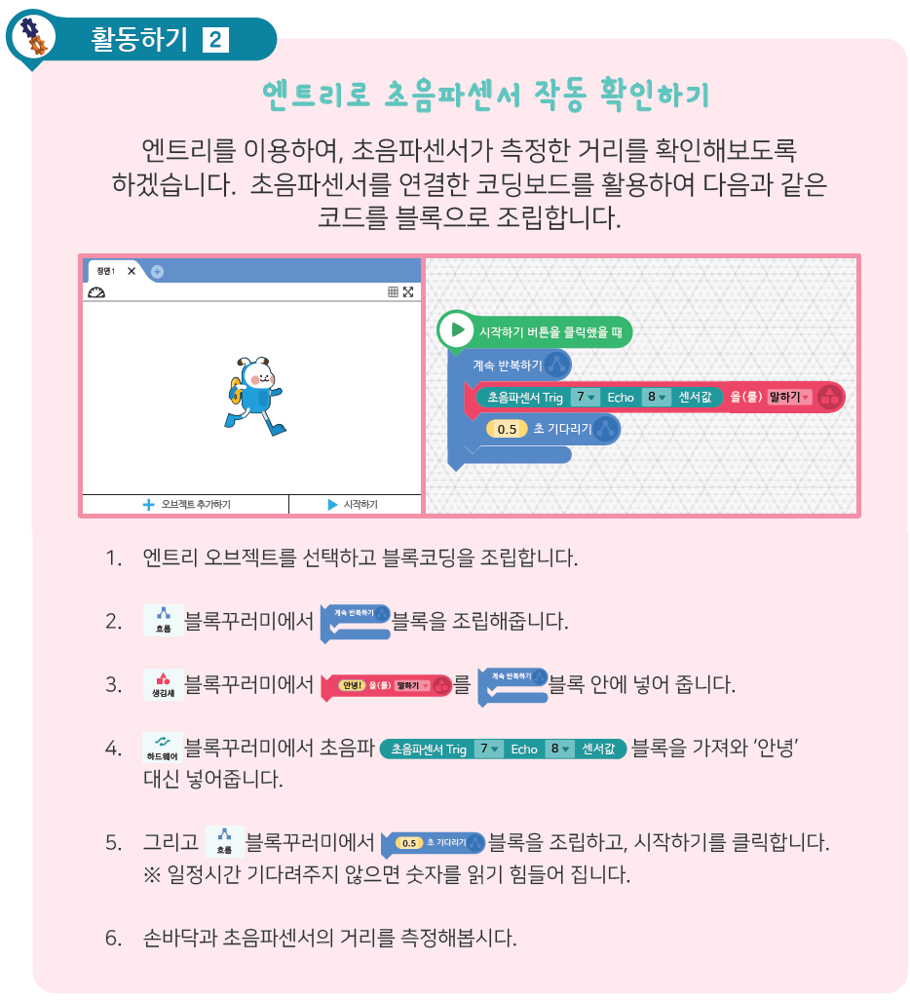 활동하기 2
엔트리로 초음파센서 작동 확인하기
엔트리를 이용하여, 초음파센서가 측정한 거리를 확인해보도록
하겠습니다. 초음파센서를 연결한 코딩보드를 활용하여 다음과 같은
코드를 블록으로 조립합니다.
장면1
시작하기 버튼을 클릭했을 때
계속 반복하기
초음파센서 Trig 7 Echo 8 센서값 을(를) 말하기
0.5 초 기다리기
오브젝트 추가하기 시작하기
1. 엔트리 오브젝트를 선택하고 블록코딩을 조립합니다.
2. 흐름 블록꾸러미에서 계속 반복하기 블록을 조립해줍니다.
3. 생김새 블록꾸러미에서 안녕! 을(를) 말하기 를 계속 반복하기 블록 안에 넣어 줍니다.
4. 하드웨어 블록꾸러미에서 초음파 초음파센서 Trig 7 Echo 8 센서값 블록을 가져와 ‘안녕’
대신 넣어줍니다.
5. 그리고 흐름 블록꾸러미에서 0.5 초 기다리기 블록을 조립하고, 시작하기를 클릭합니다.
※ 일정시간 기다려주지 않으면 숫자를 읽기 힘들어 집니다.
6. 손바닥과 초음파센서의 거리를 측정해봅시다.